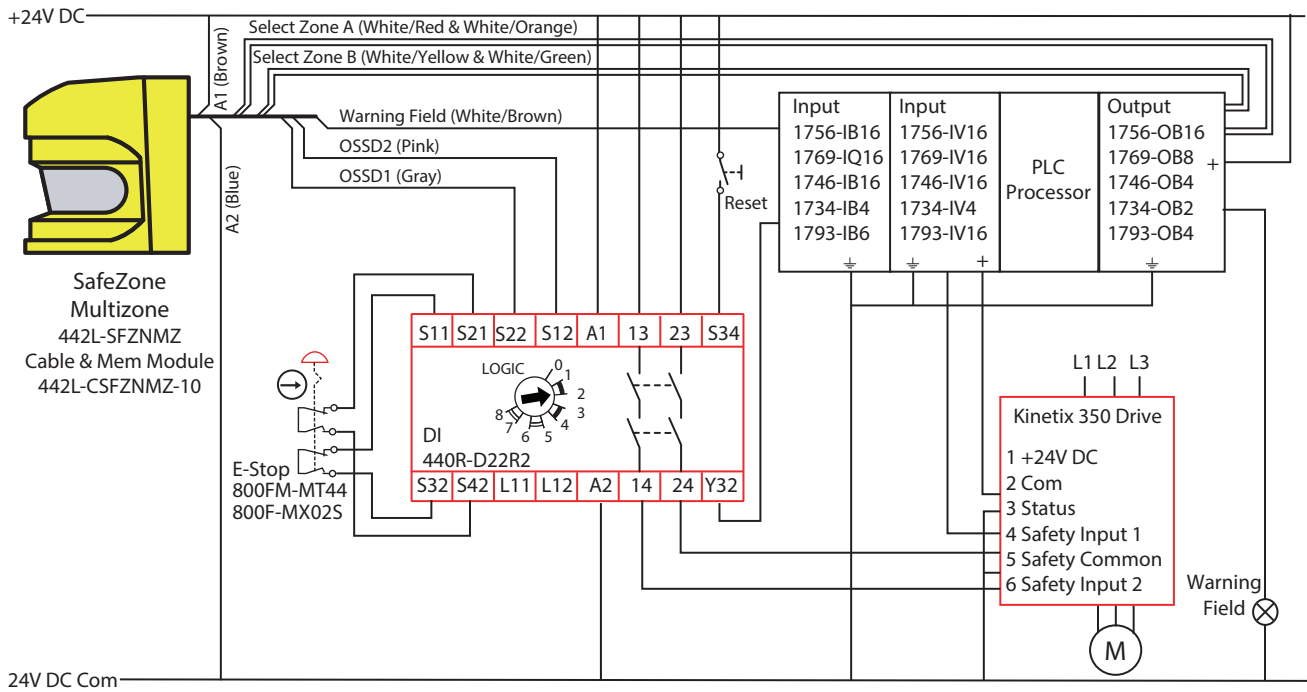 +24V DC
Select Zone A (White/Red & White/Orange)
Select Zone B (White/Yellow & White/Green)
A1 (Brown)
Warning Field (White/Brown)
OSSD2 (Pink)
OSSD1 (Gray)
A2 (Blue)
SafeZone
Multizone
442L-SFZNMZ
Cable & Mem Module
442L-CSFZNMZ-10
Reset
Input
1756-IB16
1769-IQ16
1746-IB16
1734-IB4
1793-IB6
Input
1756-IV16
1769-IV16
1746-IV16
1734-IV4
1793-IV16
+
PLC
Processor
Output
1756-OB16
1769-OB8
1746-OB4
1734-OB2
1793-OB4
+
S11 S21 S22 S12 A1 13 23 S34
LOGIC
0
1
2
3
4
5
6
7
8
DI
440R-D22R2
S32 S42 L11 L12 A2 14 24 Y32
E-Stop
800FM-MT44
800F-MX02S
L1 L2 L3
Kinetix 350 Drive
1 +24V DC
2 Com
3 Status
4 Safety Input 1
5 Safety Common
6 Safety Input 2
M
Warning
Field
24V DC Com